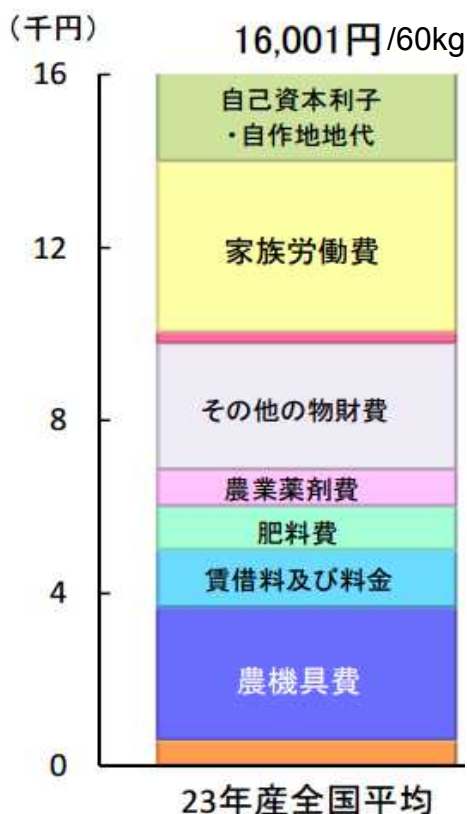 （千円）
16,001円/60kg
16
自己資本利子
・自作地地代
12
家族労働費
8
その他の物財費
農業薬剤費
肥料費
賃借料及び料金
4
農機具費
0
23年産全国平均